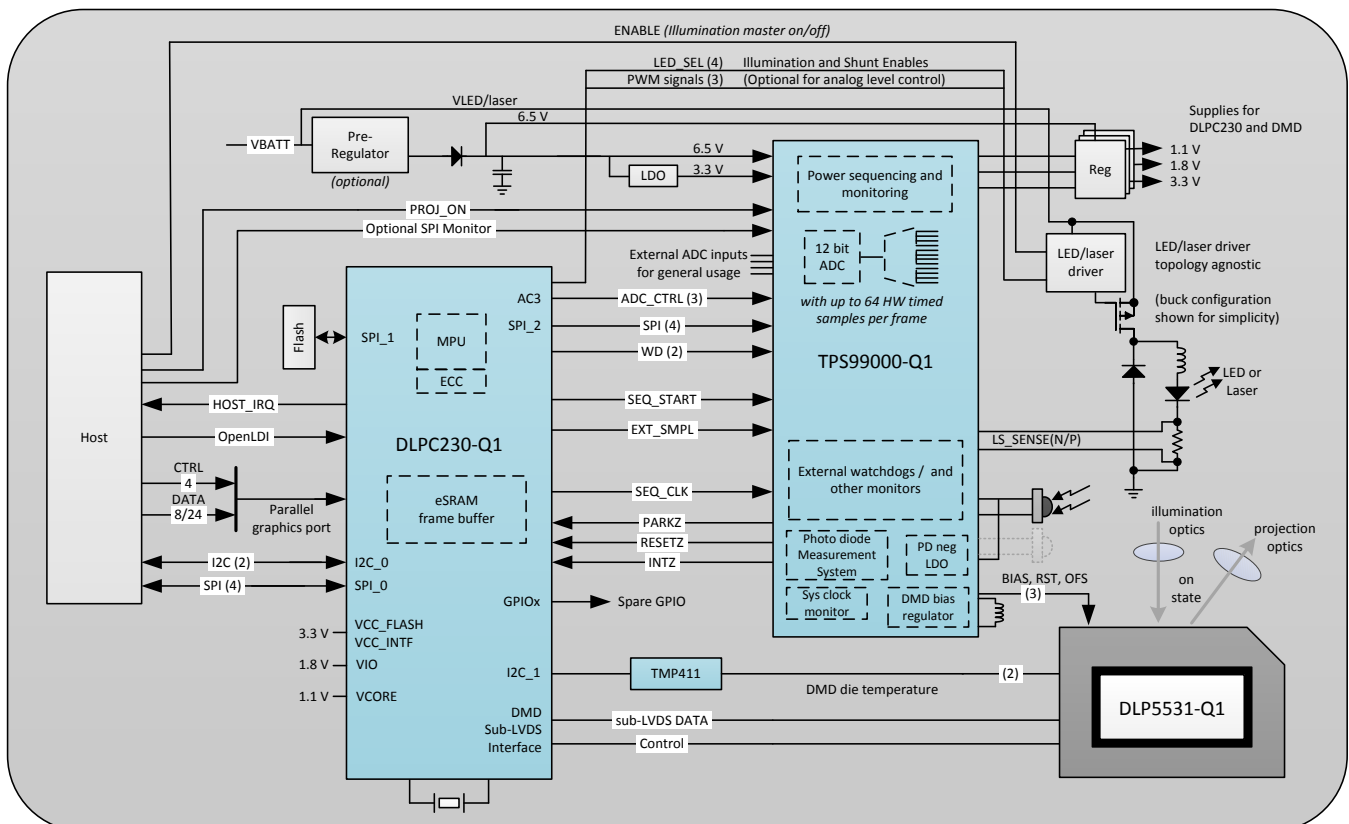 ENABLE (Illumination master on/off)
LED_SEL (4) Illumination and Shunt Enables
PWM signals (3) (Optional for analog level control)
VLED/laser
6.5 V
Supplies for
DLPC230 and DMD
VBATT
Pre-
Regulator
(optional)
6.5 V
LDO
3.3 V
Power sequencing and
monitoring
Reg
1.1 V
1.8 V
3.3 V
PROJ_ON
Optional SPI Monitor
External ADC inputs
for general usage
12 bit
ADC
with up to 64 HW timed
samples per frame
LED/laser
driver
LED/laser driver
topology agnostic
(buck configuration
shown for simplicity)
LED or
Laser
Host
Flash
SPI_1
MPU
ECC
AC3
SPI_2
ADC_CTRL (3)
SPI (4)
WD (2)
TPS99000-Q1
HOST_IRQ
OpenLDI
DLPC230-Q1
SEQ_START
EXT_SMPL
LS_SENSE(N/P)
CTRL
4
DATA
8/24
Parallel
graphics port
eSRAM
frame buffer
SEQ_CLK
PARKZ
RESETZ
INTZ
External watchdogs / and
other monitors
Photo diode
Measurement
System
PD neg
LDO
Sys clock
monitor
DMD bias
regulator
illumination
optics
projection
optics
on
state
BIAS, RST, OFS
(3)
I2C (2)
I2C_0
SPI (4)
SPI_0
GPIOx
Spare GPIO
3.3 V
VCC_FLASH
VCC_INTF
1.8 V
VIO
1.1 V
VCORE
I2C_1
TMP411
DMD die temperature
(2)
DMD
Sub-LVDS
Interface
sub-LVDS DATA
Control
DLP5531-Q1